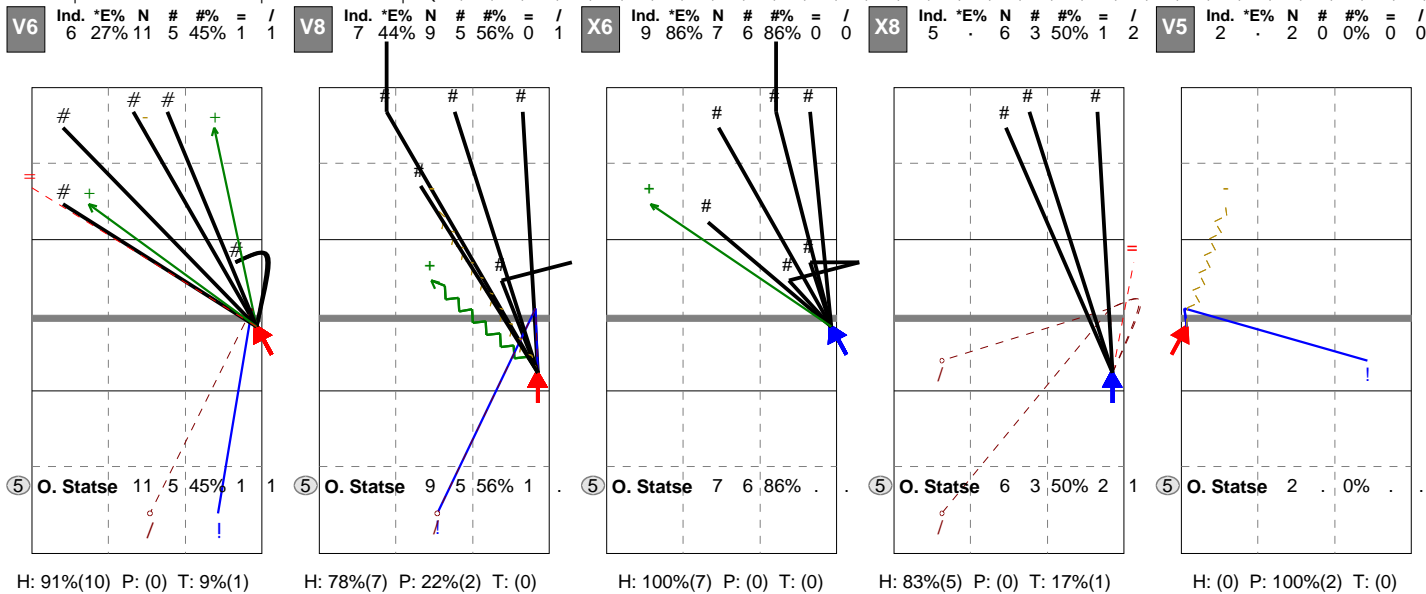 V6 Ind. *E% N # #% = /
6 27% 11 5 45% 1 1
V8 Ind. *E% N # #% = /
7 44% 9 5 56% 0 1
X6 Ind. *E% N # #% = /
9 86% 7 6 86% 0 0
X8 Ind. *E% N # #% = /
5 . 6 3 50% 1 2
V5 Ind. *E% N # #% = /
2 . 2 0 0% 0 0
# # - # +
=
# +
#
5 O. Statse 11 5 45% 1 1
/ !
H: 91%(10) P: (0) T: 9%(1)
# # #
# -
+ #
5 O. Statse 9 5 56% 1 .
/ !
H: 78%(7) P: 22%(2) T: (0)
# # #
#
+ #
# #
5 O. Statse 7 6 86% . .
H: 100%(7) P: (0) T: (0)
# # #
=
/
5 O. Statse 6 3 50% 2 1
/
H: 83%(5) P: (0) T: 17%(1)
-
!
5 O. Statse 2 . 0% . .
H: (0) P: 100%(2) T: (0)